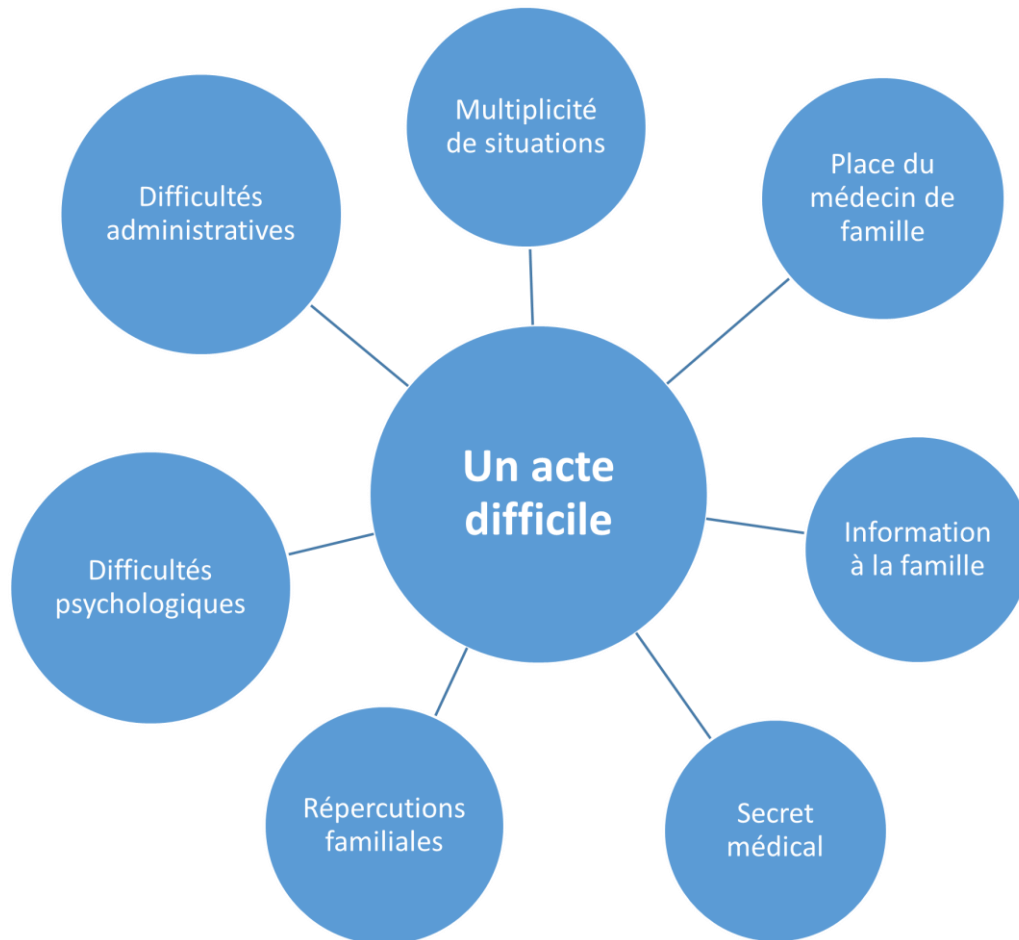 Multiplicité
de situations
Place du
médecin de
famille
Information
à la famille
Secret
médical
Répercutions
familiales
Difficultés
psychologiques
Difficultés
administratives
Un acte
difficile